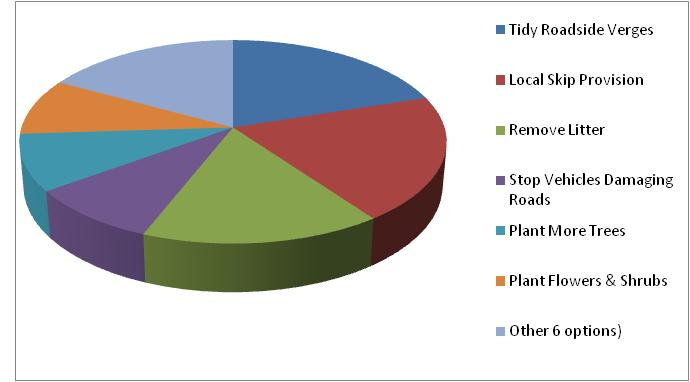 Tidy Roadside Verges
Local Skip Provision
Remove Litter
Stop Vehicles Damaging
Roads
Plant More Trees
Plant Flowers & Shrubs
Other 6 options)